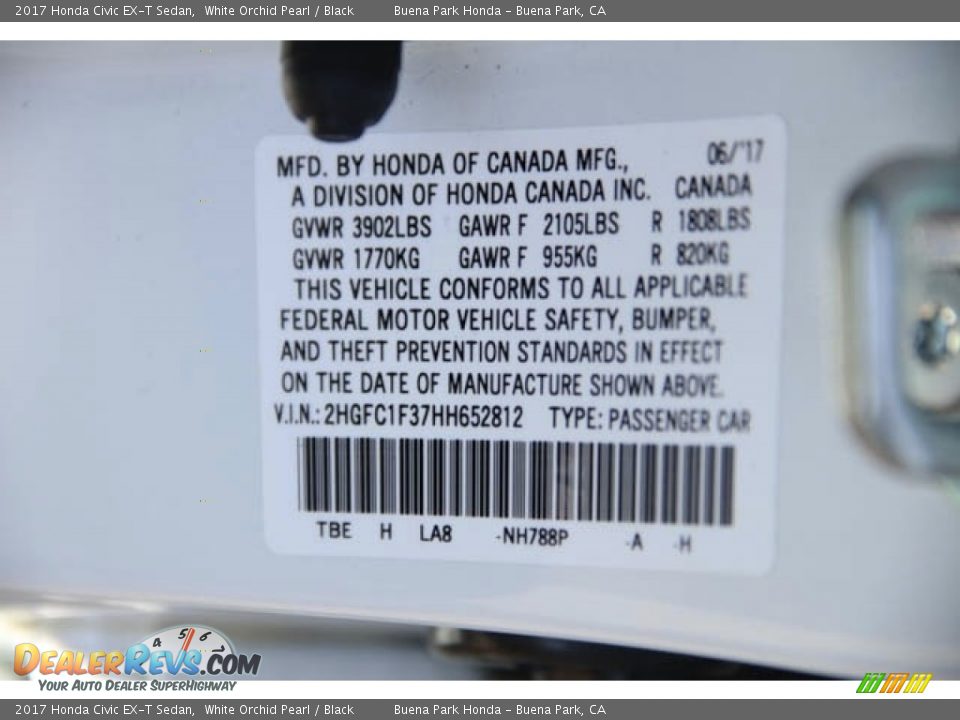 2017 Honda Civic EX-T Sedan, White Orchid Pearl / Black Buena Park Honda - Buena Park, CA
MFD. BY HONDA OF CANADA MFG., 06/'17
A DIVISION OF HONDA CANADA INC. CANADA
GVWR 3902LBS GAWR F 2105LBS R 1808LBS
GVWR 1770KG GAWR F 955KG R 820KG
THIS VEHICLE CONFORMS TO ALL APPLICABLE
FEDERAL MOTOR VEHICLE SAFETY, BUMPER,
AND THEFT PREVENTION STANDARDS IN EFFECT
ON THE DATE OF MANUFACTURE SHOWN ABOVE.
V.I.N.: 2HGFC1F37HH652812 TYPE: PASSENGER CAR
TBE H LA8 -NH788P -A -H
4 5 6
DEALERREVS.COM
YOUR AUTO DEALER SUPERHIGHWAY
2017 Honda Civic EX-T Sedan, White Orchid Pearl / Black Buena Park Honda - Buena Park, CA